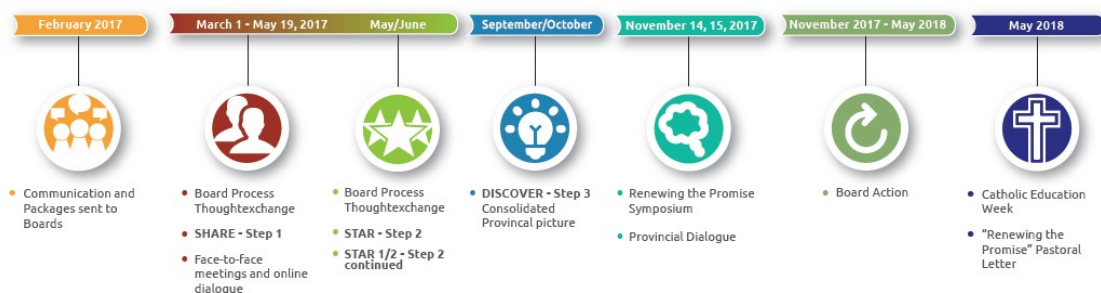 February 2017
March 1 - May 19, 2017
May/June
September/October
November 14, 15, 2017
November 2017 - May 2018
May 2018
Communication and
Packages sent to
Boards
Board Process
Thoughtexchange
SHARE - Step 1
Face-to-face
meetings and online
dialogue
Board Process
Thoughtexchange
STAR - Step 2
STAR 1/2 - Step 2
continued
DISCOVER - Step 3
Consolidated
Provincal picture
Renewing the Promise
Symposium
Provincial Dialogue
Board Action
Catholic Education
Week
"Renewing the
Promise" Pastoral
Letter